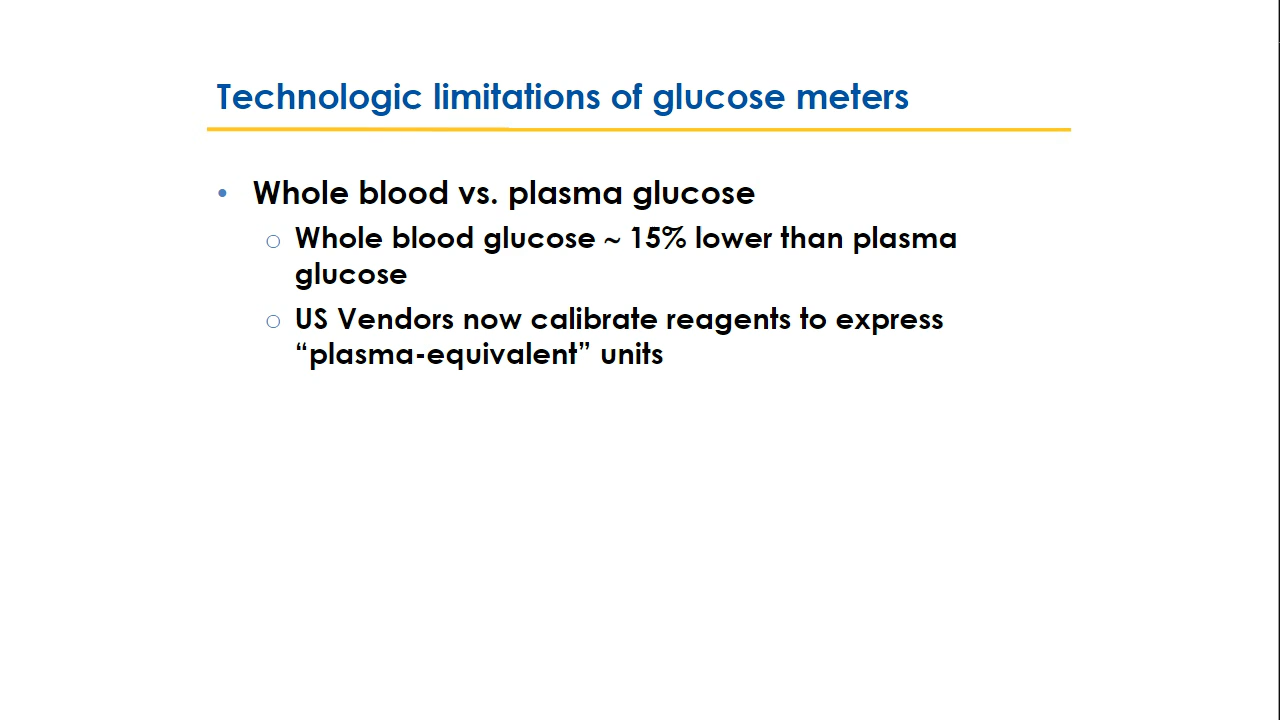 Technologic limitations of glucose meters
• Whole blood vs. plasma glucose
○ Whole blood glucose ~ 15% lower than plasma
glucose
○ US Vendors now calibrate reagents to express
“plasma-equivalent” units